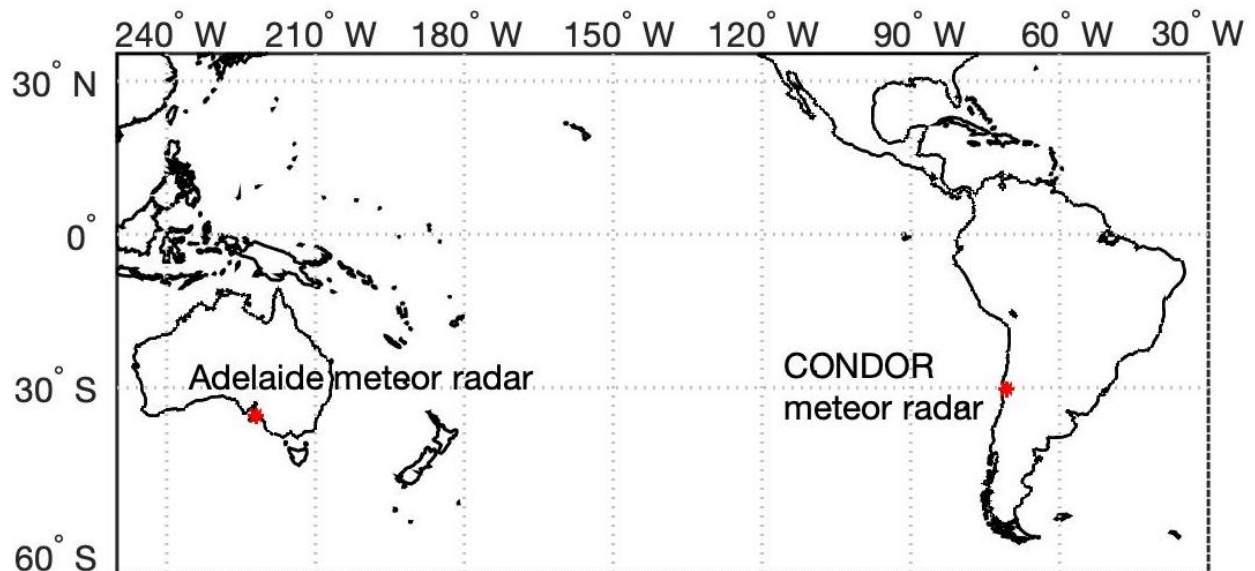 240° W 210° W 180° W 150° W 120° W 90° W 60° W 30° W
30° N
0°
Adelaide meteor radar
CONDOR
meteor radar
30° S
60° S